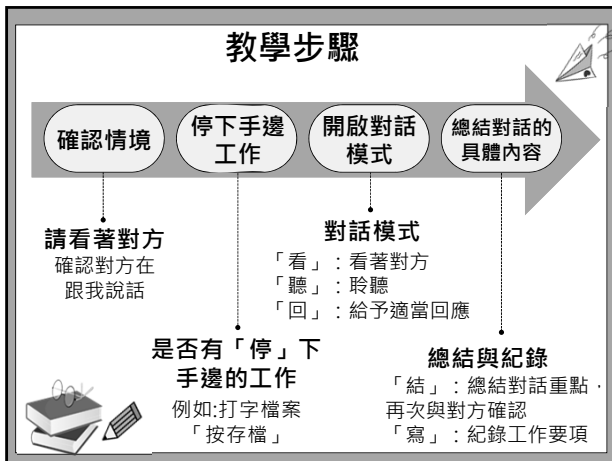 教學步驟
確認情境
停下手邊
工作
開啟對話
模式
總結對話的
具體內容
請看著對方
確認對方在
跟我說話
是否有「停」下
手邊的工作
例如:打字檔案
「按存檔」
對話模式
「看」：看著對方
「聽」：聆聽
「回」：給予適當回應
總結與紀錄
「結」：總結對話重點，
再次與對方確認
「寫」：紀錄工作要項